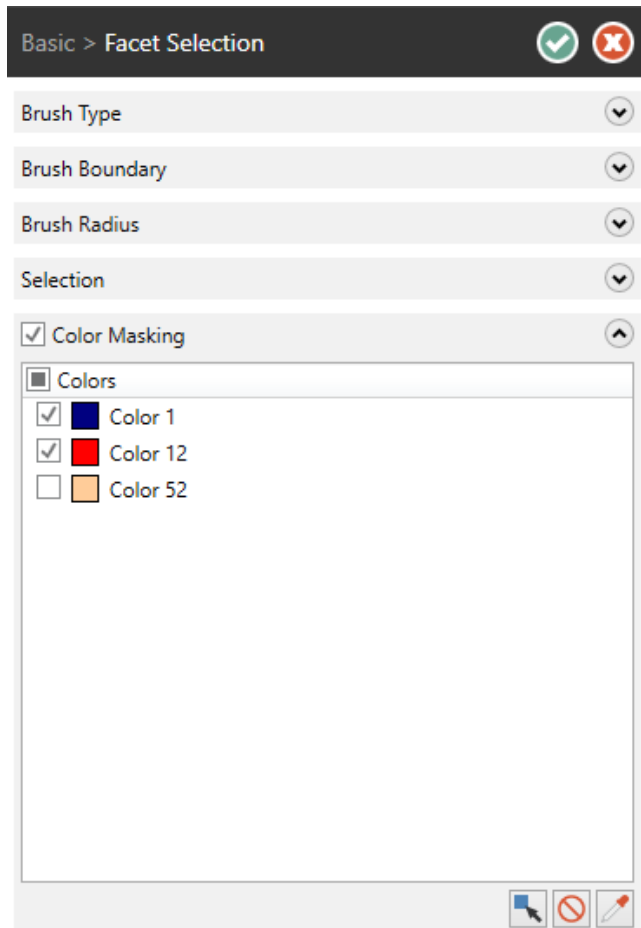 Basic > Facet Selection
Brush Type
Brush Boundary
Brush Radius
Selection
Color Masking
Colors
Color 1
Color 12
Color 52